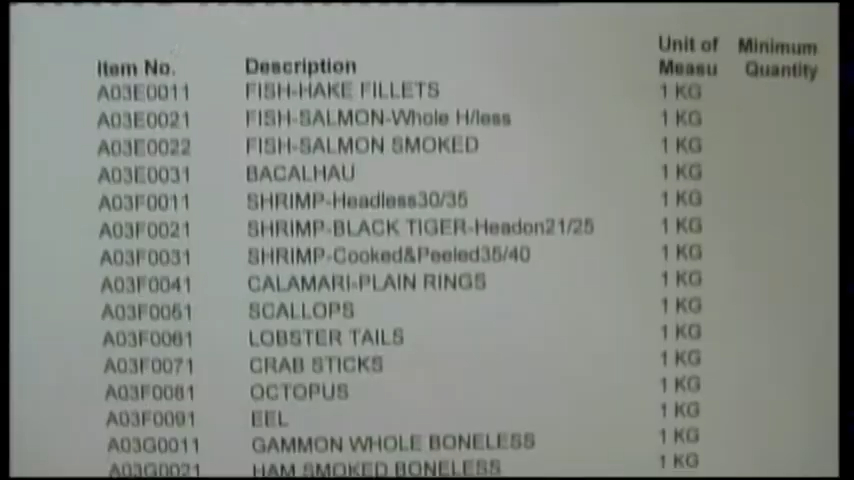 Unit of Minimum
Item No. Description Measu Quantity
A03E0011 FISH-HAKE FILLETS 1 KG
A03E0021 FISH-SALMON-Whole H/less 1 KG
A03E0022 FISH-SALMON SMOKED 1 KG
A03E0031 BACALHAU 1 KG
A03F0011 SHRIMP-Headless30/35 1 KG
A03F0021 SHRIMP-BLACK TIGER-Headon21/25 1 KG
A03F0031 SHRIMP-Cooked&Peeled35/40 1 KG
A03F0041 CALAMARI-PLAIN RINGS 1 KG
A03F0051 SCALLOPS 1 KG
A03F0061 LOBSTER TAILS 1 KG
A03F0071 CRAB STICKS 1 KG
A03F0081 OCTOPUS 1 KG
A03F0091 EEL 1 KG
A03G0011 GAMMON WHOLE BONELESS 1 KG
A03G0021 HAM SMOKED BONELESS 1 KG